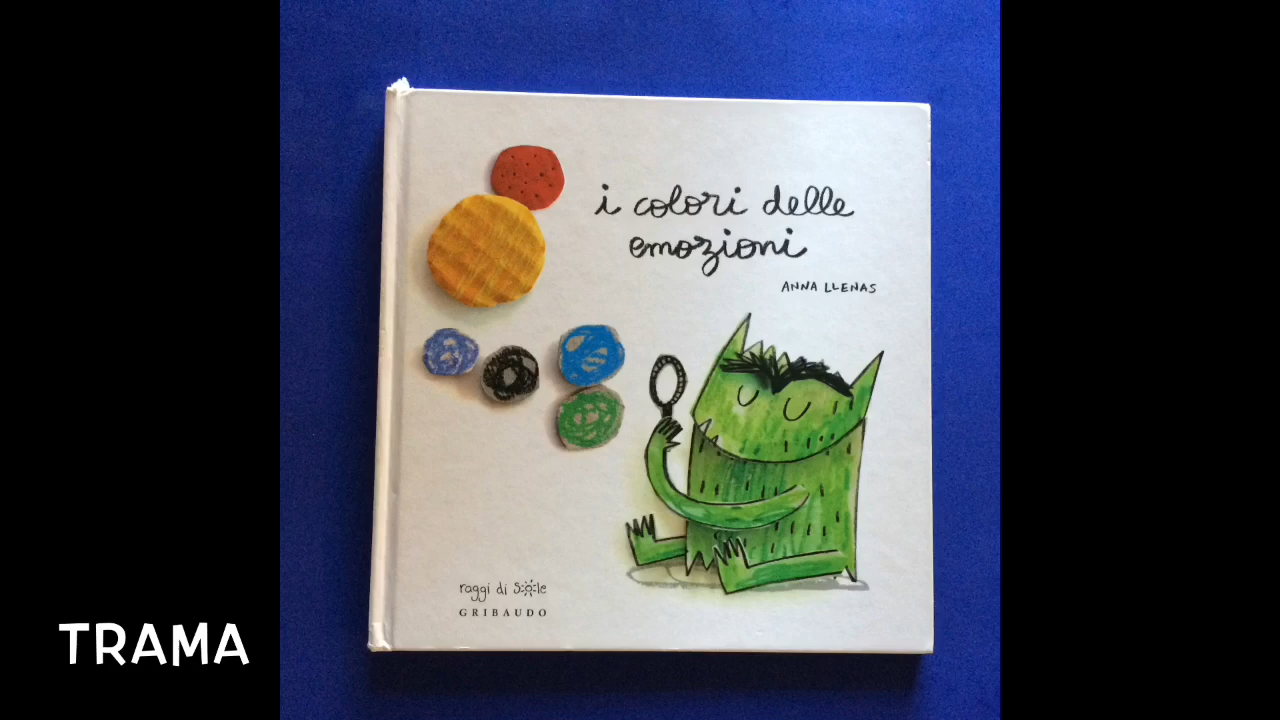 i colori delle
emozioni
ANNA LLENAS
raggi di sole
GRIBAUDO
TRAMA